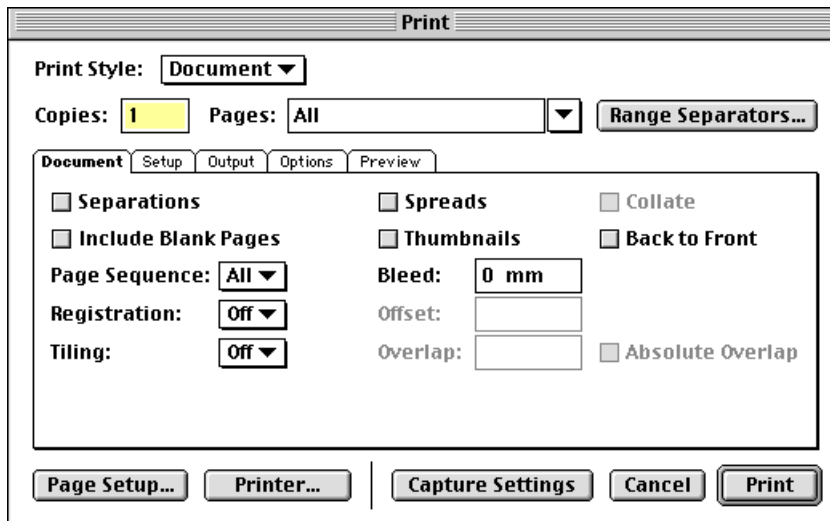 Print
Print Style: Document
Copies: 1 Pages: All Range Separators...
Document Setup Output Options Preview
Separations Spreads Collate
Include Blank Pages Thumbnails Back to Front
Page Sequence: All Bleed: 0 mm
Registration: Off Offset:
Tiling: Off Overlap: Absolute Overlap
Page Setup... Printer... Capture Settings Cancel Print